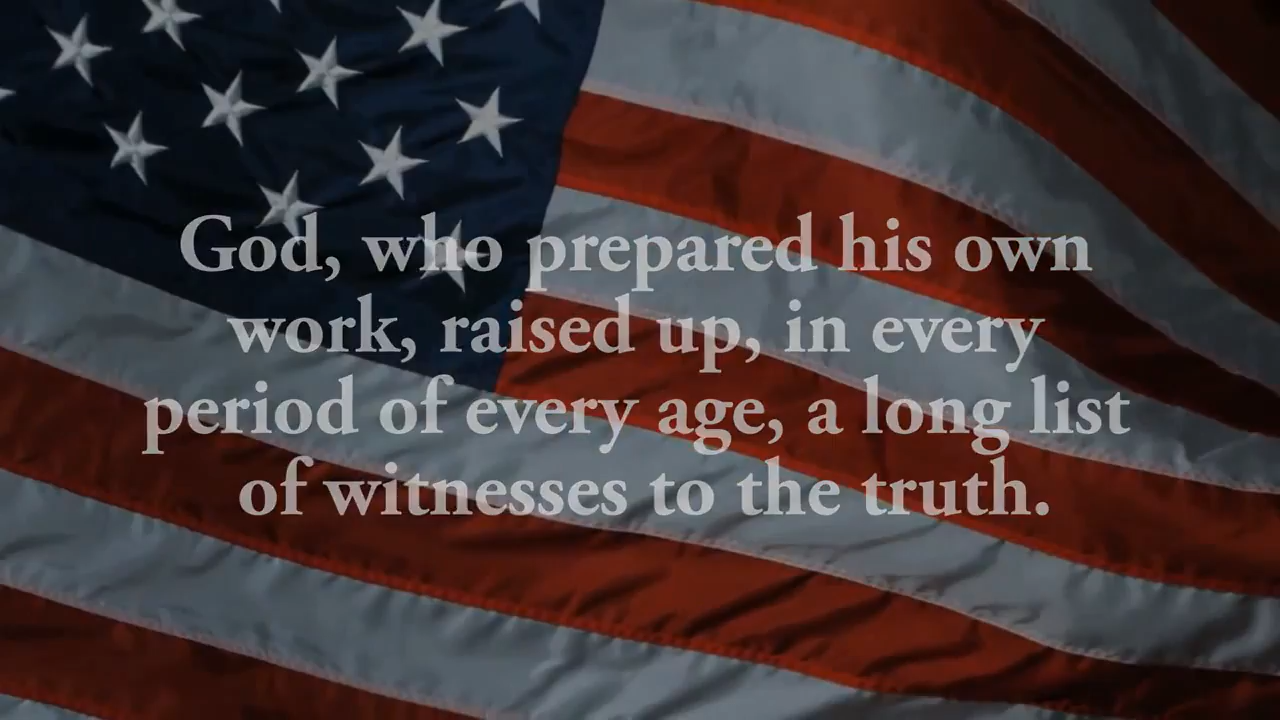 God, who prepared his own
work, raised up, in every
period of every age, a long list
of witnesses to the truth.